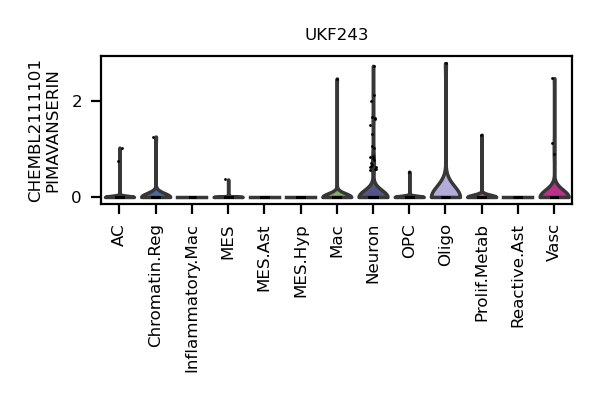 UKF243
CHEMBL2111101
PIMAVANSERIN
2
0
AC
Chromatin.Reg
Inflammatory.Mac
MES
MES.Ast
MES.Hyp
Mac
Neuron
OPC
Oligo
Prolif.Metab
Reactive.Ast
Vasc